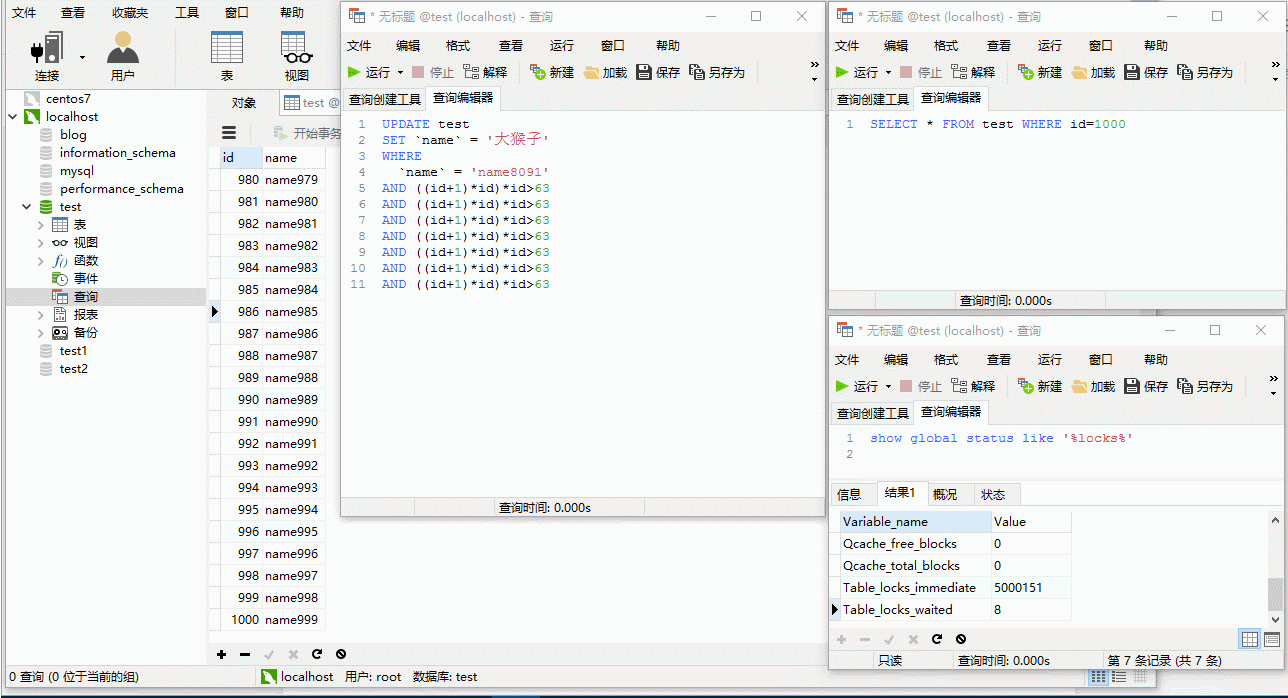 文件 查看 收藏夹 工具 窗口 帮助
连接 用户 表 视图
centos7
localhost
blog
information_schema
mysql
performance_schema
test
表
视图
函数
事件
查询
报表
备份
test1
test2
对象 test @
开始事务
id name
980 name979
981 name980
982 name981
983 name982
984 name983
985 name984
986 name985
987 name986
988 name987
989 name988
990 name989
991 name990
992 name991
993 name992
994 name993
995 name994
996 name995
997 name996
998 name997
999 name998
1000 name999
0 查询 (0 位于当前的组) localhost 用户: root 数据库: test
* 无标题 @test (localhost) - 查询
文件 编辑 格式 查看 运行 窗口 帮助
运行 停止 解释 新建 加载 保存 另存为 »
查询创建工具 查询编辑器
1 UPDATE test
2 SET `name` = '大猴子'
3 WHERE
4 `name` = 'name8091'
5 AND ((id+1)*id)*id>63
6 AND ((id+1)*id)*id>63
7 AND ((id+1)*id)*id>63
8 AND ((id+1)*id)*id>63
9 AND ((id+1)*id)*id>63
10 AND ((id+1)*id)*id>63
11 AND ((id+1)*id)*id>63
查询时间: 0.000s
* 无标题 @test (localhost) - 查询
文件 编辑 格式 查看 运行 窗口 帮助
运行 停止 解释 新建 加载 保存 另存为 »
查询创建工具 查询编辑器
1 SELECT * FROM test WHERE id=1000
查询时间: 0.000s
* 无标题 @test (localhost) - 查询
文件 编辑 格式 查看 运行 窗口 帮助
运行 停止 解释 新建 加载 保存 另存为 »
查询创建工具 查询编辑器
1 show global status like '%locks%'
2
信息 结果1 概况 状态
Variable_name Value
Qcache_free_blocks 0
Qcache_total_blocks 0
Table_locks_immediate 5000151
Table_locks_waited 8
只读 查询时间: 0.000s 第 7 条记录 (共 7 条)